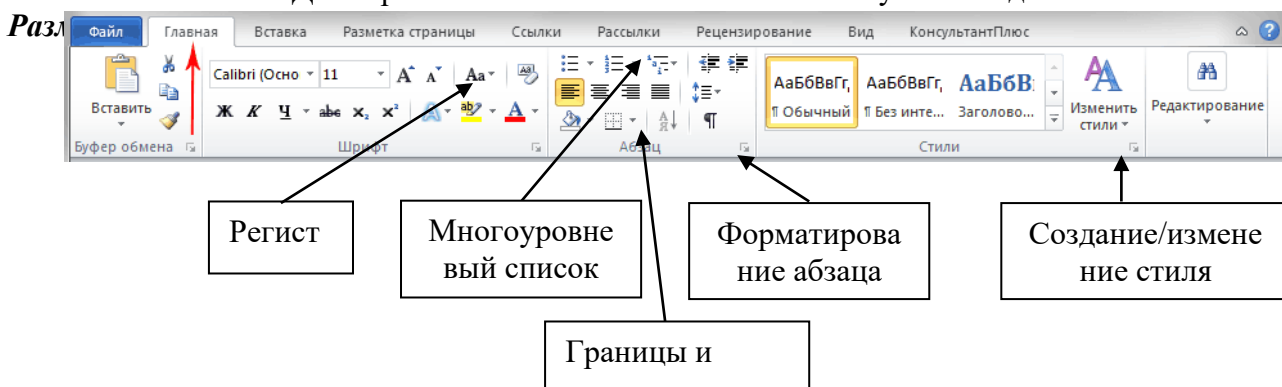 Разм
Файл Главная Вставка Разметка страницы Ссылки Рассылки Рецензирование Вид КонсультантПлюс
Calibri (Осно 11 Аа
Вставить
Ж К Ч abc x₂ x² А А
АаБбВвГг, АаБбВвГг, АаБбВ
¶ Обычный ¶ Без инте... Заголово...
Изменить стили
Редактирование
Буфер обмена Шрифт Абзац Стили
Регист
Многоуровне
вый список
Форматирова
ние абзаца
Создание/измене
ние стиля
Границы и